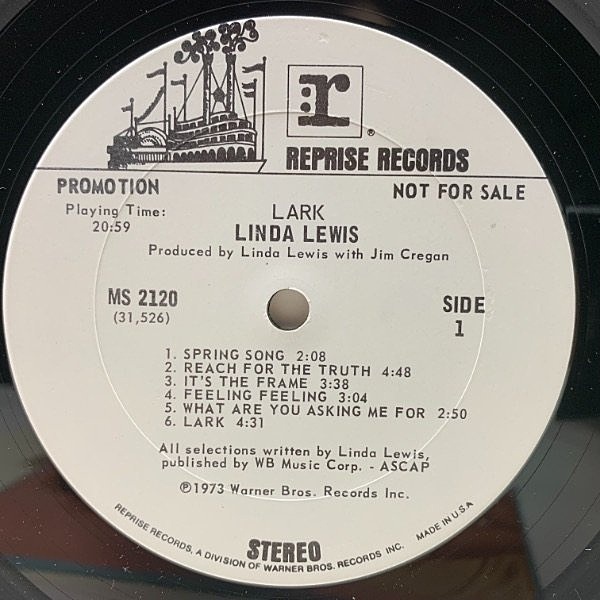 :r
®
REPRISE RECORDS
PROMOTION
NOT FOR SALE
Playing Time:
20:59
LARK
LINDA LEWIS
Produced by Linda Lewis with Jim Cregan
MS 2120
(31,526)
SIDE
1
1. SPRING SONG 2:08
2. REACH FOR THE TRUTH 4:48
3. IT'S THE FRAME 3:38
4. FEELING FEELING 3:04
5. WHAT ARE YOU ASKING ME FOR 2:50
6. LARK 4:31
All selections written by Linda Lewis,
published by WB Music Corp. - ASCAP
℗1973 Warner Bros. Records Inc.
STEREO
REPRISE RECORDS, A DIVISION OF WARNER BROS. RECORDS INC. MADE IN U.S.A